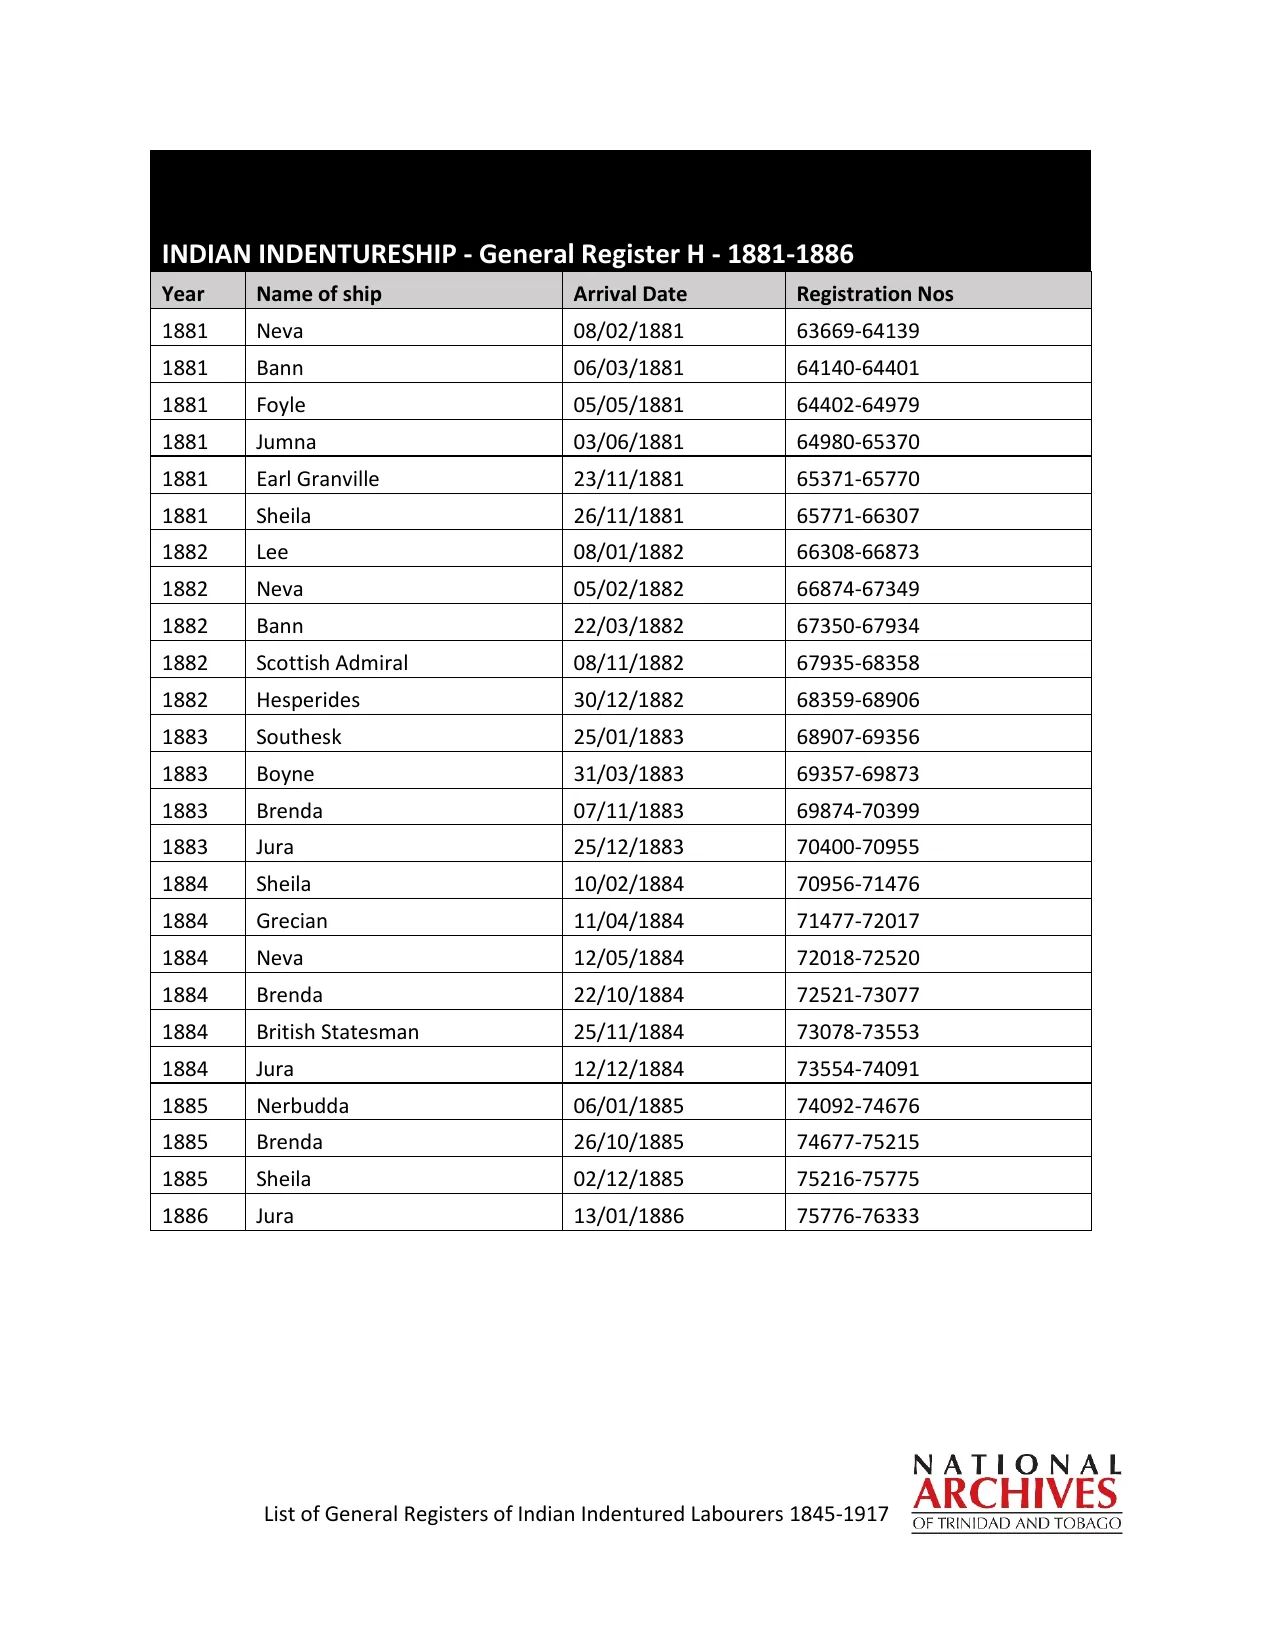 INDIAN INDENTURESHIP - General Register H - 1881-1886
Year Name of ship Arrival Date Registration Nos
1881 Neva 08/02/1881 63669-64139
1881 Bann 06/03/1881 64140-64401
1881 Foyle 05/05/1881 64402-64979
1881 Jumna 03/06/1881 64980-65370
1881 Earl Granville 23/11/1881 65371-65770
1881 Sheila 26/11/1881 65771-66307
1882 Lee 08/01/1882 66308-66873
1882 Neva 05/02/1882 66874-67349
1882 Bann 22/03/1882 67350-67934
1882 Scottish Admiral 08/11/1882 67935-68358
1882 Hesperides 30/12/1882 68359-68906
1883 Southesk 25/01/1883 68907-69356
1883 Boyne 31/03/1883 69357-69873
1883 Brenda 07/11/1883 69874-70399
1883 Jura 25/12/1883 70400-70955
1884 Sheila 10/02/1884 70956-71476
1884 Grecian 11/04/1884 71477-72017
1884 Neva 12/05/1884 72018-72520
1884 Brenda 22/10/1884 72521-73077
1884 British Statesman 25/11/1884 73078-73553
1884 Jura 12/12/1884 73554-74091
1885 Nerbudda 06/01/1885 74092-74676
1885 Brenda 26/10/1885 74677-75215
1885 Sheila 02/12/1885 75216-75775
1886 Jura 13/01/1886 75776-76333
List of General Registers of Indian Indentured Labourers 1845-1917
NATIONAL
ARCHIVES
OF TRINIDAD AND TOBAGO